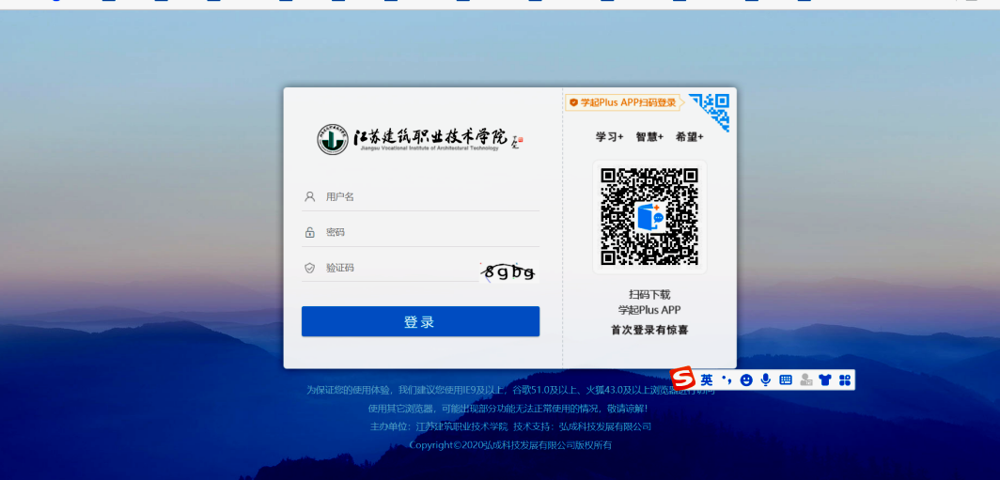 江苏建筑职业技术学院
Jiangsu Vocational Institute of Architectural Technology
用户名
密码
验证码
8gbg
登录
学起Plus APP扫码登录
学习+ 智慧+ 希望+
扫码下载
学起Plus APP
首次登录有惊喜
英
为保证您的使用体验，我们建议您使用IE9及以上，谷歌51.0及以上、火狐43.0及以上浏览器进行访问
使用其它浏览器，可能出现部分功能无法正常使用的情况，敬请谅解！
主办单位：江苏建筑职业技术学院 技术支持：弘成科技发展有限公司
Copyright©2020弘成科技发展有限公司版权所有